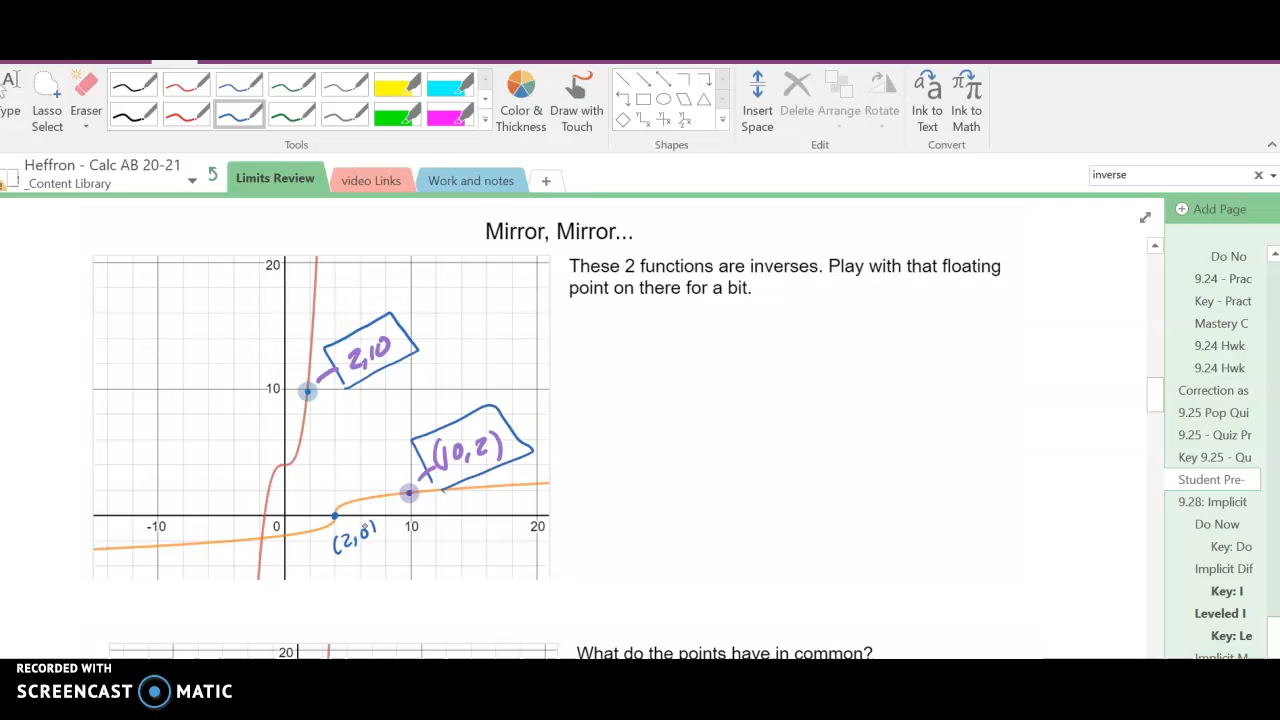 Type
Lasso
Select
Eraser
Color &
Thickness
Draw with
Touch
Insert
Space
Delete
Arrange
Rotate
Ink to
Text
Ink to
Math
Tools
Shapes
Edit
Convert
Heffron - Calc AB 20-21
_Content Library
Limits Review
video Links
Work and notes
inverse
Add Page
Mirror, Mirror...
These 2 functions are inverses. Play with that floating
point on there for a bit.
20
10
-10
0
10
20
2,10
(10,2)
(2,0)
20
What do the points have in common?
Do No
9.24 - Prac
Key - Pract
Mastery C
9.24 Hwk
9.24 Hwk
Correction as
9.25 Pop Qui
9.25 - Quiz Pr
Key 9.25 - Qu
Student Pre-
9.28: Implicit
Do Now
Key: Do
Implicit Dif
Key: I
Leveled I
Key: Le
Implicit M
RECORDED WITH
SCREENCAST MATIC